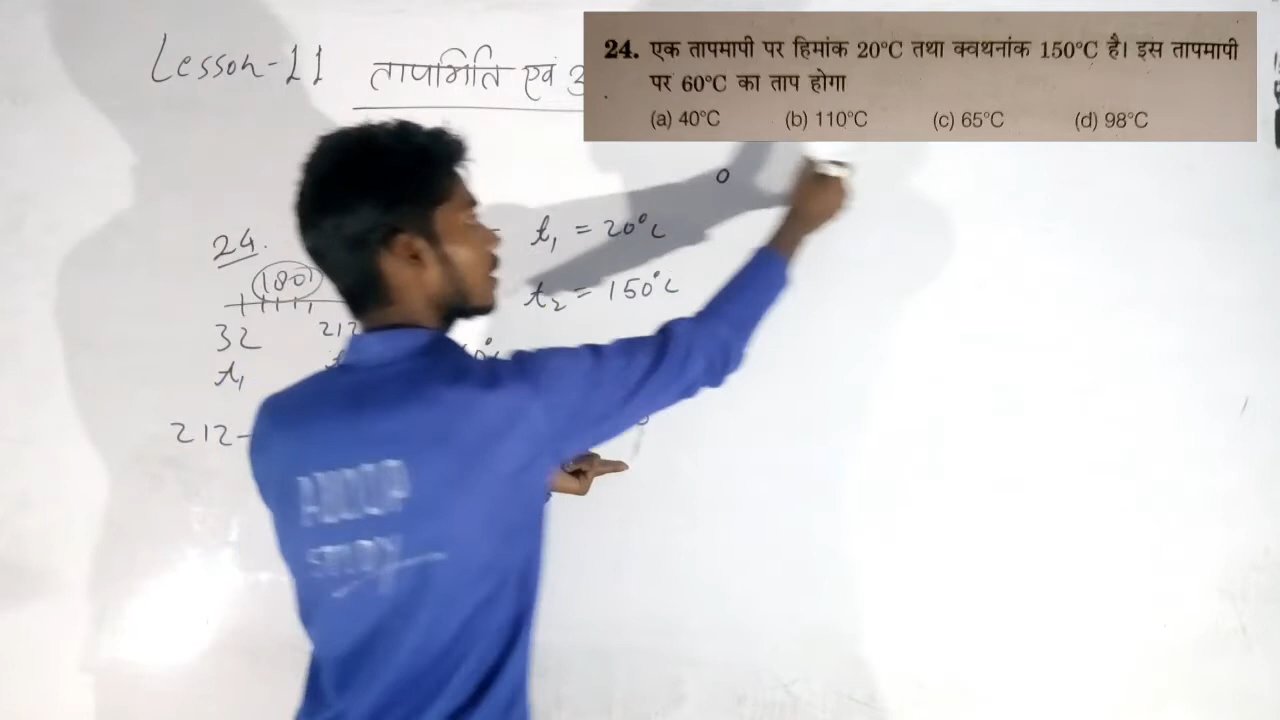 Lesson-11 तापमिति एवं
24. एक तापमापी पर हिमांक 20°C तथा क्वथनांक 150°C है। इस तापमापी
पर 60°C का ताप होगा
(a) 40°C (b) 110°C (c) 65°C (d) 98°C
24.
180
32 212
t₁
212-
t₁ = 20°C
t₂ = 150°C
STUDY